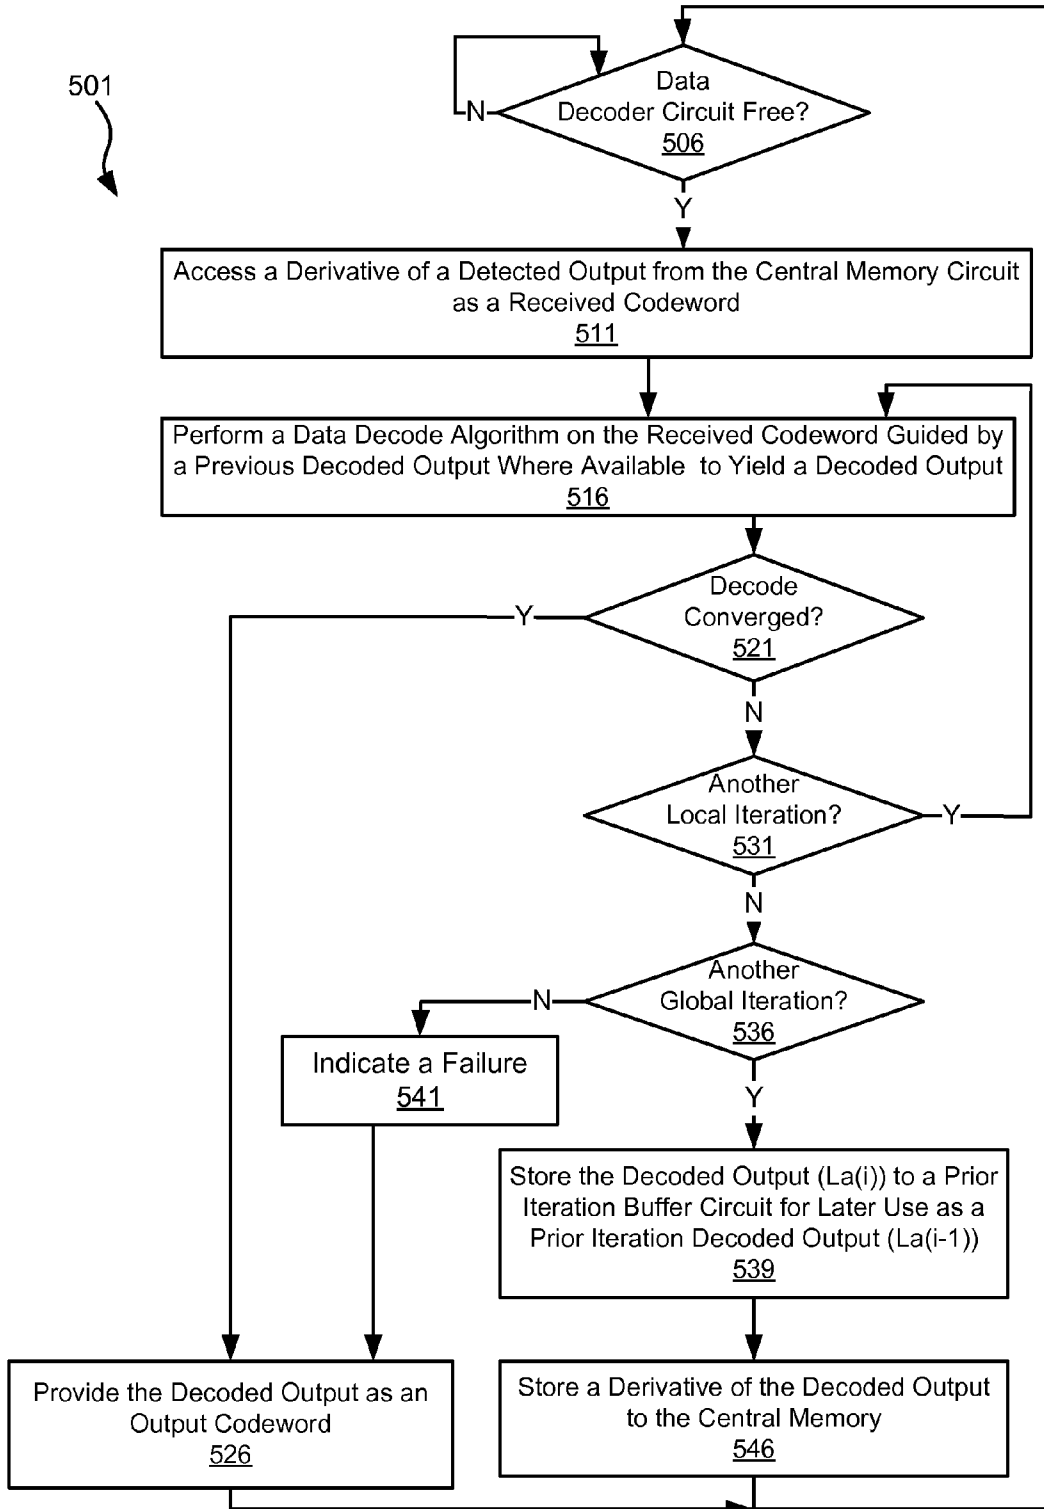 501
Data
Decoder Circuit Free?
506
N
Y
Access a Derivative of a Detected Output from the Central Memory Circuit
as a Received Codeword
511
Perform a Data Decode Algorithm on the Received Codeword Guided by
a Previous Decoded Output Where Available to Yield a Decoded Output
516
Decode
Converged?
521
Y
N
Another
Local Iteration?
531
Y
N
Another
Global Iteration?
536
N
Y
Indicate a Failure
541
Store the Decoded Output (La(i)) to a Prior
Iteration Buffer Circuit for Later Use as a
Prior Iteration Decoded Output (La(i-1))
539
Provide the Decoded Output as an
Output Codeword
526
Store a Derivative of the Decoded Output
to the Central Memory
546